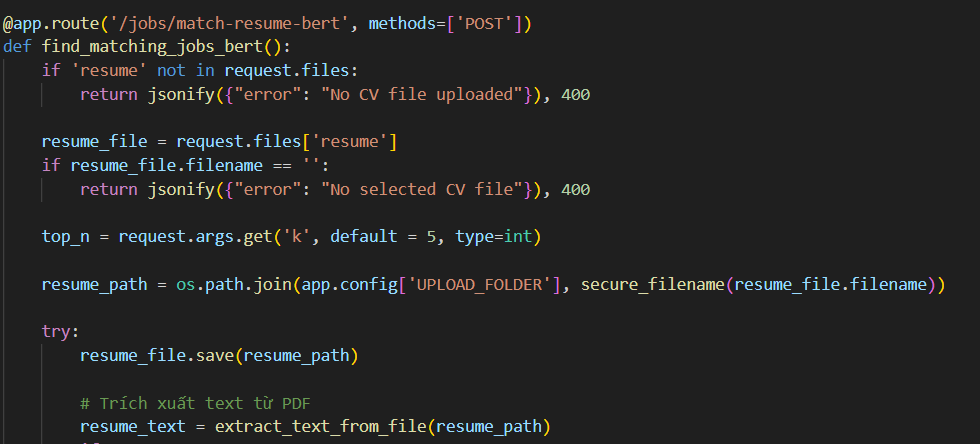 @app.route('/jobs/match-resume-bert', methods=['POST'])
def find_matching_jobs_bert():
    if 'resume' not in request.files:
        return jsonify({"error": "No CV file uploaded"}), 400

    resume_file = request.files['resume']
    if resume_file.filename == '':
        return jsonify({"error": "No selected CV file"}), 400

    top_n = request.args.get('k', default = 5, type=int)

    resume_path = os.path.join(app.config['UPLOAD_FOLDER'], secure_filename(resume_file.filename))

    try:
        resume_file.save(resume_path)

        # Trích xuất text từ PDF
        resume_text = extract_text_from_file(resume_path)